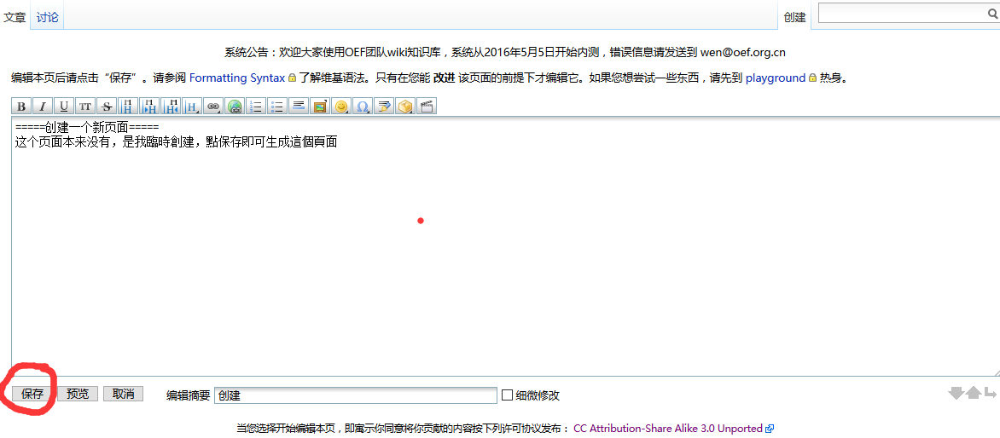 文章 讨论 创建
系统公告：欢迎大家使用OEF团队wiki知识库，系统从2016年5月5日开始内测，错误信息请发送到 wen@oef.org.cn
编辑本页后请点击“保存”。请参阅 Formatting Syntax 了解维基语法。只有在您能 改进 该页面的前提下才编辑它。如果您想尝试一些东西，请先到 playground 热身。
B I U TT S H H H H
=====创建一个新页面=====
这个页面本来没有，是我臨時創建，點保存即可生成這個頁面
保存 预览 取消 编辑摘要 创建 细微修改
当您选择开始编辑本页，即寓示你同意将你贡献的内容按下列许可协议发布： CC Attribution-Share Alike 3.0 Unported